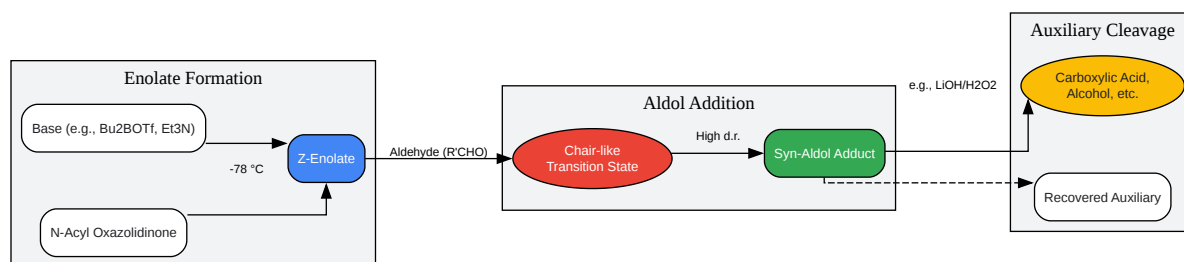 Enolate Formation
Base (e.g., Bu2BOTf, Et3N)
-78 °C
N-Acyl Oxazolidinone
Z-Enolate
Aldehyde (R'CHO)
Aldol Addition
Chair-like
Transition State
High d.r.
Syn-Aldol Adduct
e.g., LiOH/H2O2
Auxiliary Cleavage
Carboxylic Acid,
Alcohol, etc.
Recovered Auxiliary